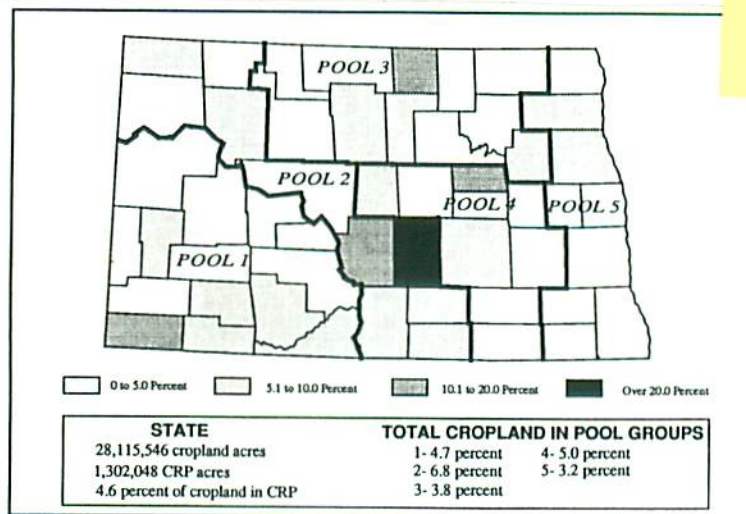 POOL 3
POOL 2
POOL 4
POOL 5
POOL 1
0 to 5.0 Percent
5.1 to 10.0 Percent
10.1 to 20.0 Percent
Over 20.0 Percent
STATE
28,115,546 cropland acres
1,302,048 CRP acres
4.6 percent of cropland in CRP
TOTAL CROPLAND IN POOL GROUPS
1- 4.7 percent 4- 5.0 percent
2- 6.8 percent 5- 3.2 percent
3- 3.8 percent